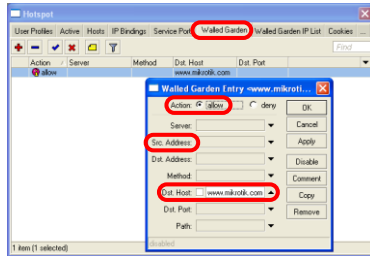 Hotspot
User Profiles Active Hosts IP Bindings Service Port Walled Garden Walled Garden IP List Cookies ...
Find
Action Server Method Dst. Host Dst. Port
allow www.mikrotik.com
Walled Garden Entry <www.mikroti...
Action: allow deny OK
Server: Cancel
Src. Address: Apply
Dst. Address: Disable
Method: Comment
Dst. Host: www.mikrotik.com Copy
Dst. Port: Remove
Path:
disabled
1 item (1 selected)